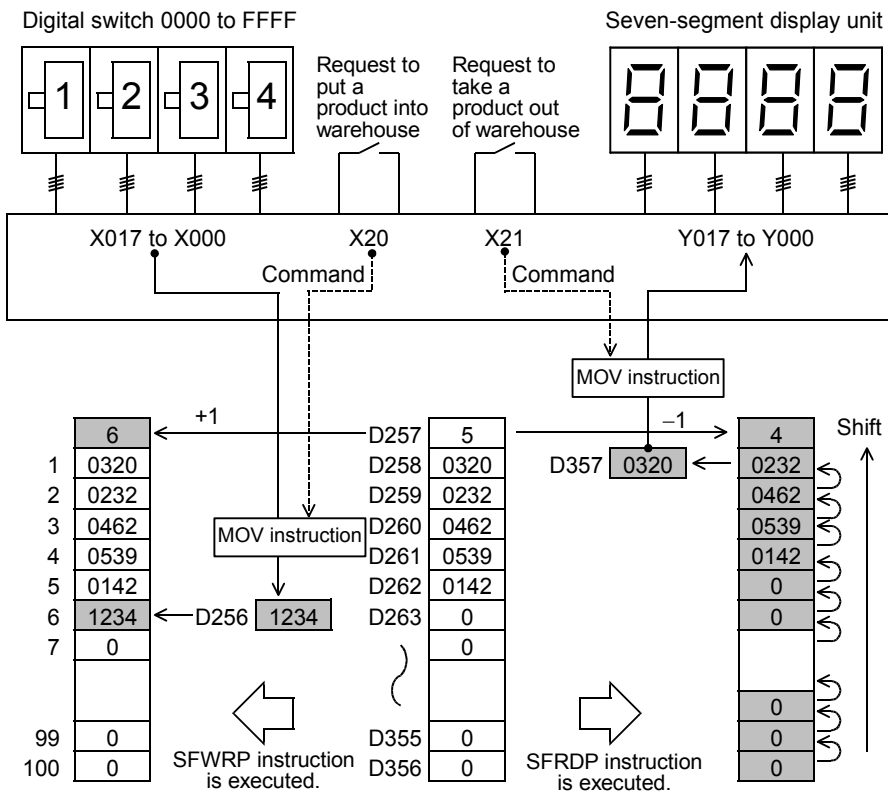 Digital switch 0000 to FFFF
Seven-segment display unit
1 2 3 4
Request to
put a
product into
warehouse
Request to
take a
product out
of warehouse
8 8 8 8
X017 to X000
X20
X21
Y017 to Y000
Command
Command
MOV instruction
+1
−1
6
D257
5
4
Shift
1
0320
D258
0320
D357
0320
0232
2
0232
D259
0232
0462
3
0462
MOV instruction
D260
0462
0539
4
0539
D261
0539
0142
5
0142
D262
0142
0
6
1234
D256
1234
D263
0
0
7
0
0
0
99
0
D355
0
0
100
0
D356
0
0
SFWRP instruction
is executed.
SFRDP instruction
is executed.